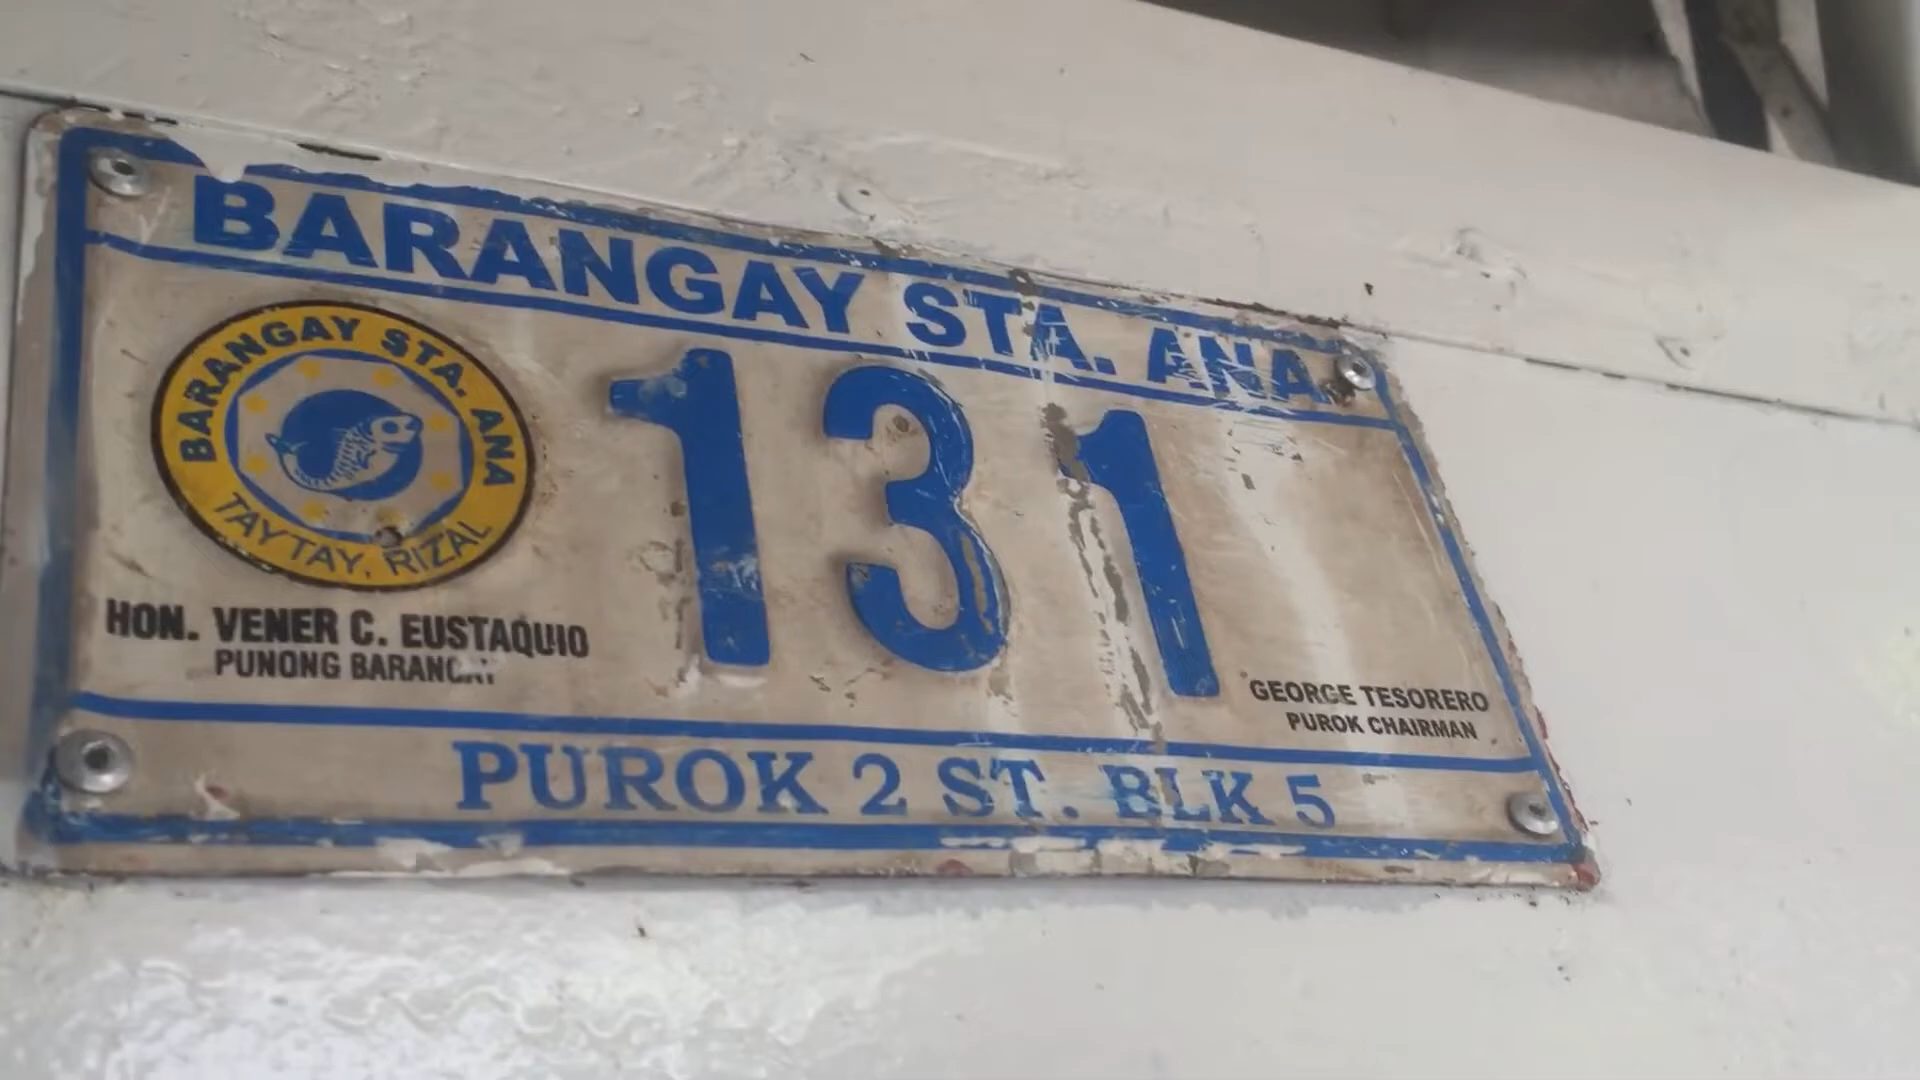 BARANGAY STA. ANA
BARANGAY STA. ANA
TAYTAY, RIZAL
131
HON. VENER C. EUSTAQUIO
PUNONG BARANGAY
GEORGE TESORERO
PUROK CHAIRMAN
PUROK 2 ST. BLK 5